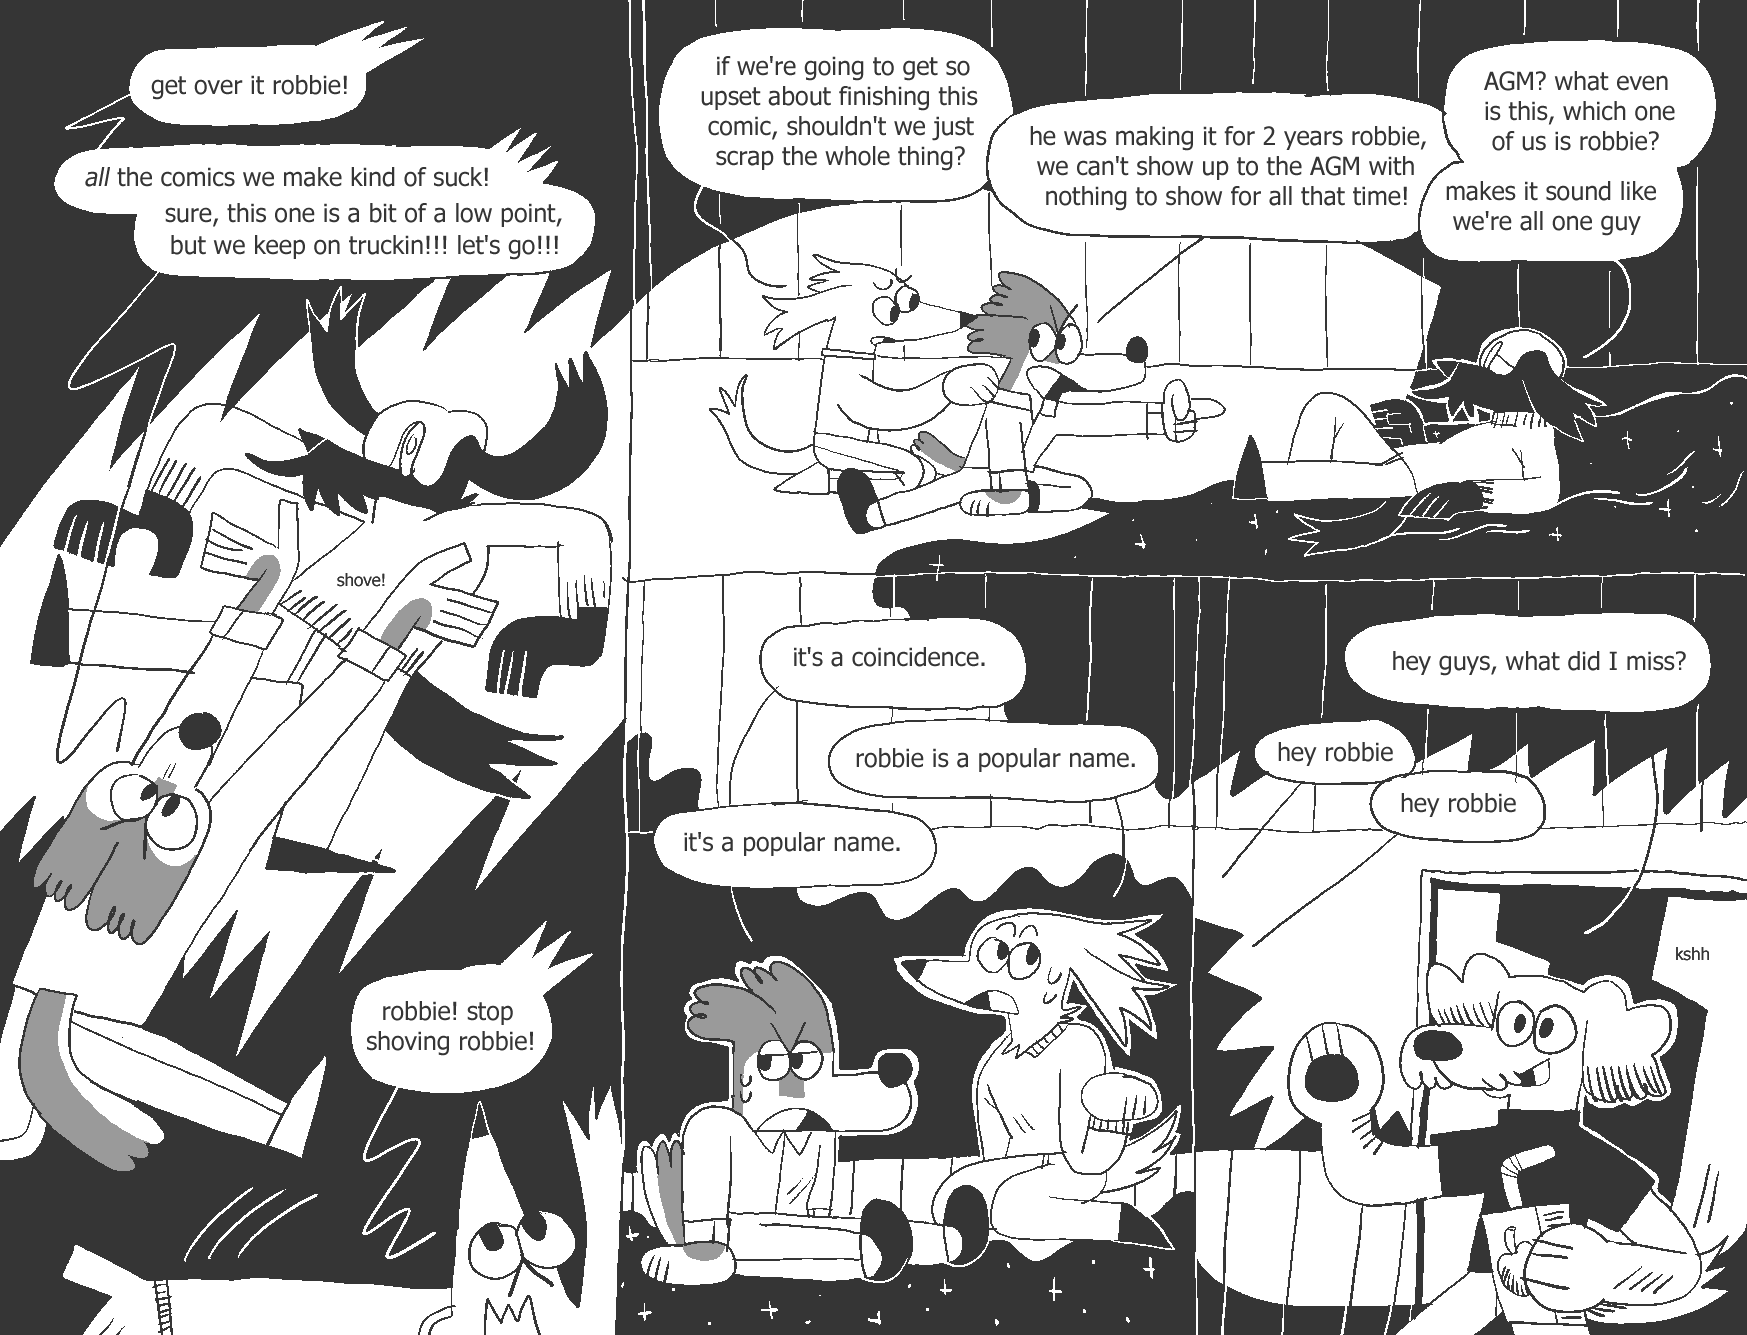 get over it robbie!
all the comics we make kind of suck!
sure, this one is a bit of a low point,
but we keep on truckin!!! let's go!!!
shove!
robbie! stop
shoving robbie!
if we're going to get so
upset about finishing this
comic, shouldn't we just
scrap the whole thing?
he was making it for 2 years robbie,
we can't show up to the AGM with
nothing to show for all that time!
AGM? what even
is this, which one
of us is robbie?
makes it sound like
we're all one guy
it's a coincidence.
robbie is a popular name.
it's a popular name.
hey guys, what did I miss?
hey robbie
hey robbie
kshh